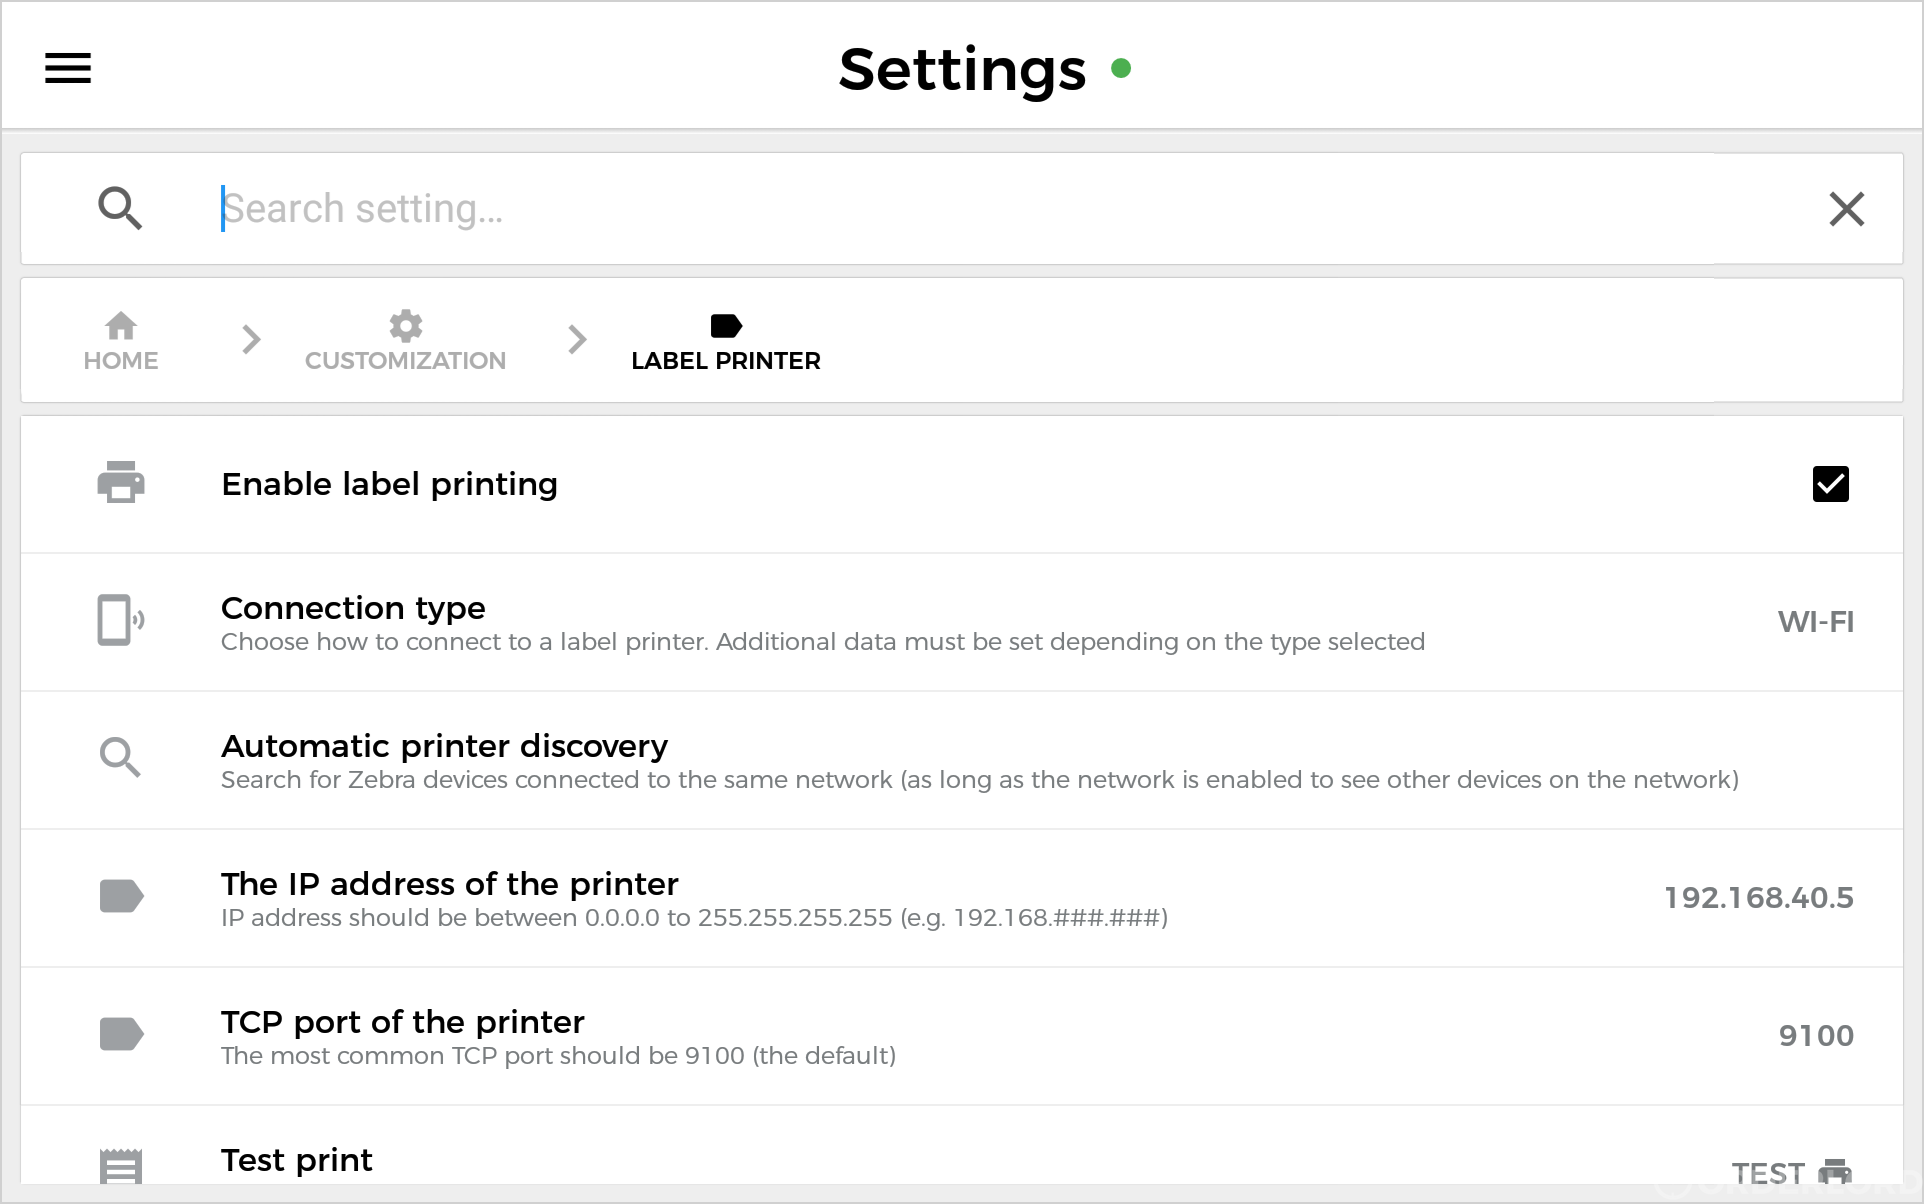 Settings
Search setting...
HOME
CUSTOMIZATION
LABEL PRINTER
Enable label printing
Connection type
Choose how to connect to a label printer. Additional data must be set depending on the type selected
WI-FI
Automatic printer discovery
Search for Zebra devices connected to the same network (as long as the network is enabled to see other devices on the network)
The IP address of the printer
IP address should be between 0.0.0.0 to 255.255.255.255 (e.g. 192.168.###.###)
192.168.40.5
TCP port of the printer
The most common TCP port should be 9100 (the default)
9100
Test print
TEST